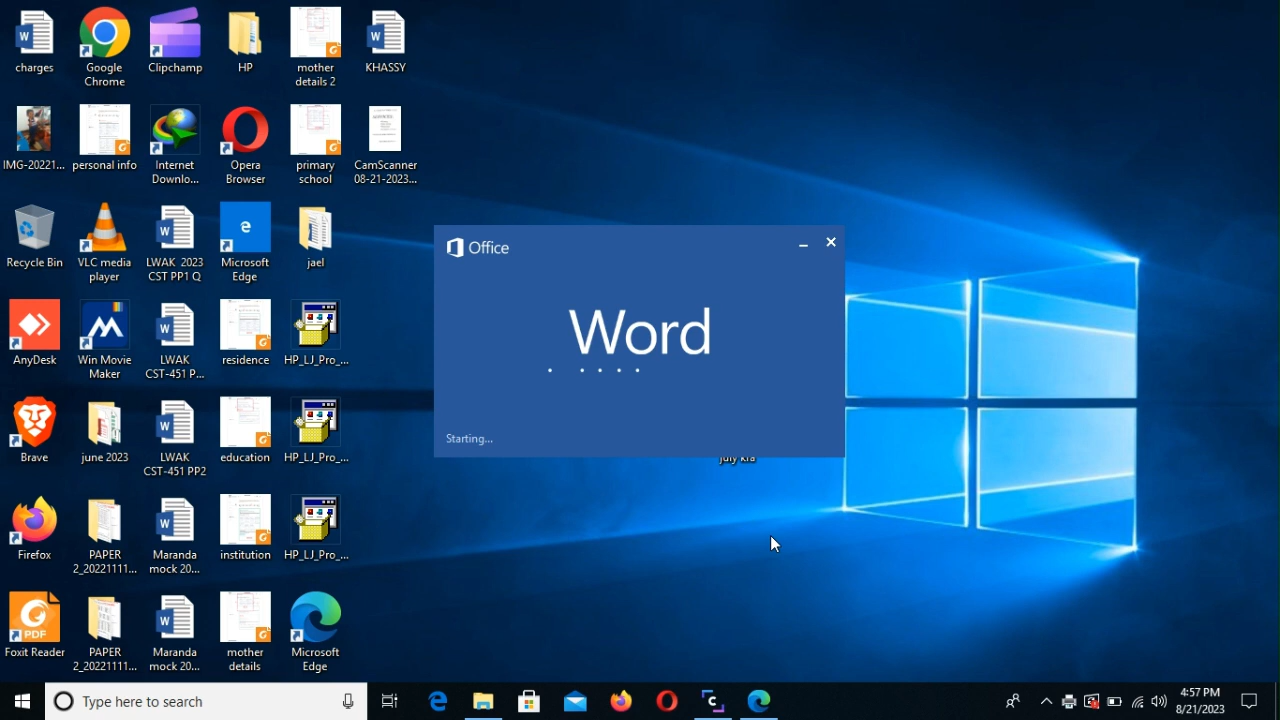 charges
Google
Chrome
Clipchamp
HP
mother
details 2
KHASSY
IMG-20221...
personal info
Internet
Downlo...
Opera
Browser
primary
school
CamScanner
08-21-2023...
Recycle Bin
VLC media
player
LWAK 2023
CST PP1 Q
Microsoft
Edge
jael
AnyDesk
Win Movie
Maker
LWAK
CST-451 P...
residence
HP_LJ_Pro_...
Brave
june 2023
LWAK
CST-451 PP2
education
HP_LJ_Pro_...
Firefox
PAPER
2_20221111...
Maranda
mock 20...
institution
HP_LJ_Pro_...
Foxit Reader
PAPER
2_20221111...
Maranda
mock 20...
mother
details
Microsoft
Edge
PDF
Office
Word
Starting...
july kra
Type here to search
4:57 PM
8/21/2023